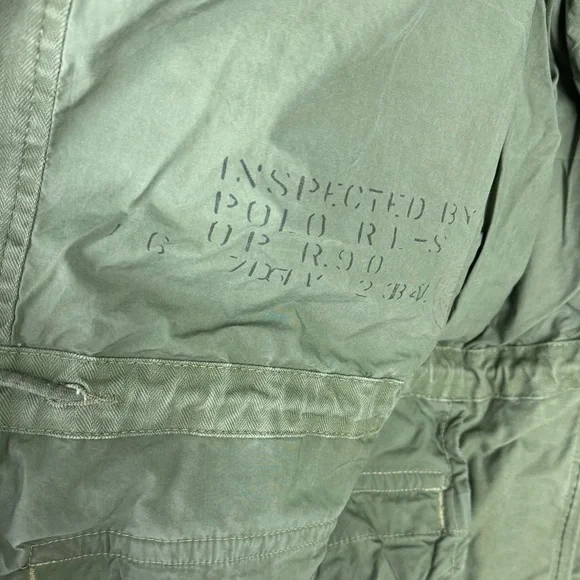 INSPECTED BY
POLO RL-S
OP R.90